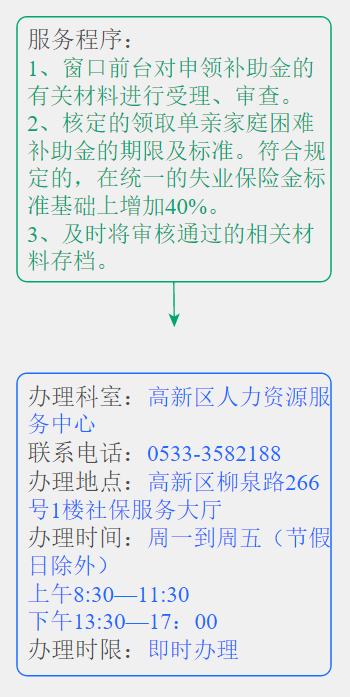 服务程序：
1、窗口前台对申领补助金的
有关材料进行受理、审查。
2、核定的领取单亲家庭困难
补助金的期限及标准。符合规
定的，在统一的失业保险金标
准基础上增加40%。
3、及时将审核通过的相关材
料存档。
办理科室：高新区人力资源服
务中心
联系电话：0533-3582188
办理地点：高新区柳泉路266
号1楼社保服务大厅
办理时间：周一到周五（节假
日除外）
上午8:30—11:30
下午13:30—17：00
办理时限：即时办理